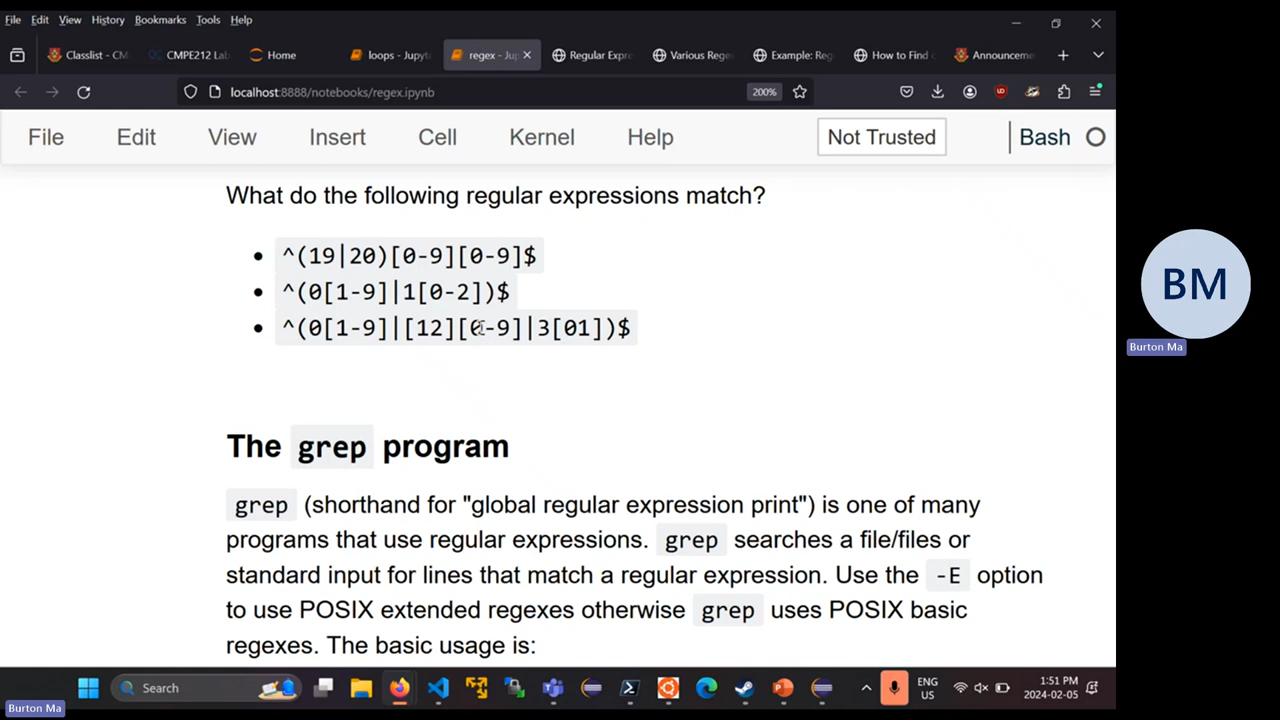 File Edit View History Bookmarks Tools Help
Classlist - CM CMPE212 Lab Home loops - Jupyt regex - Jup Regular Expre Various Rege Example: Reg How to Find Announceme
localhost:8888/notebooks/regex.ipynb 200%
File Edit View Insert Cell Kernel Help Not Trusted Bash
What do the following regular expressions match?
• ^(19|20)[0-9][0-9]$
• ^(0[1-9]|1[0-2])$
• ^(0[1-9]|[12][0-9]|3[01])$
The grep program
grep (shorthand for "global regular expression print") is one of many
programs that use regular expressions. grep searches a file/files or
standard input for lines that match a regular expression. Use the -E option
to use POSIX extended regexes otherwise grep uses POSIX basic
regexes. The basic usage is:
BM
Burton Ma
Search ENG US 1:51 PM 2024-02-05
Burton Ma